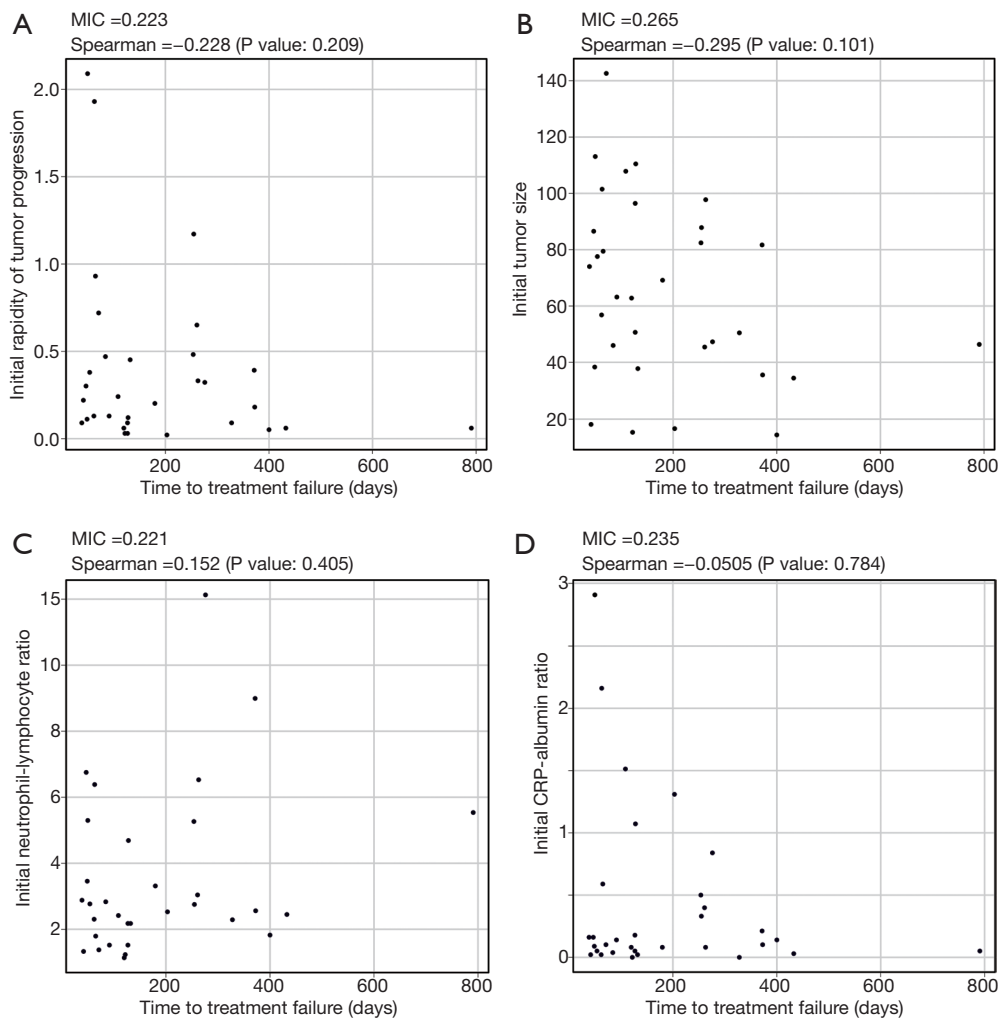 A
MIC =0.223
Spearman =−0.228 (P value: 0.209)
Initial rapidity of tumor progression
2.0
1.5
1.0
0.5
0.0
200 400 600 800
Time to treatment failure (days)
B
MIC =0.265
Spearman =−0.295 (P value: 0.101)
Initial tumor size
140
120
100
80
60
40
20
200 400 600 800
Time to treatment failure (days)
C
MIC =0.221
Spearman =0.152 (P value: 0.405)
Initial neutrophil-lymphocyte ratio
15
10
8
6
4
2
200 400 600 800
Time to treatment failure (days)
D
MIC =0.235
Spearman =−0.0505 (P value: 0.784)
Initial CRP-albumin ratio
3
2
1
0
200 400 600 800
Time to treatment failure (days)